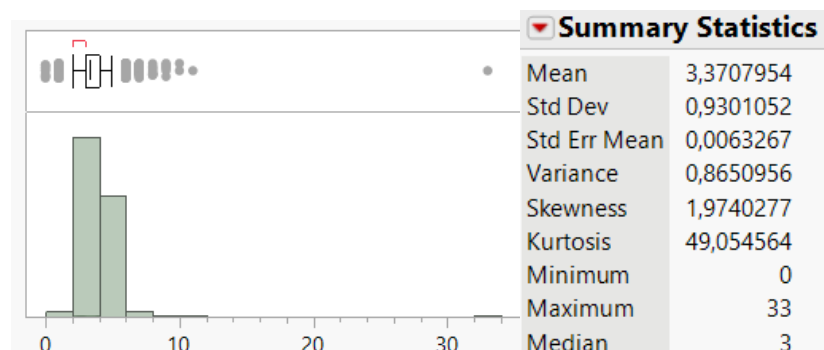 Summary Statistics
Mean 3,3707954
Std Dev 0,9301052
Std Err Mean 0,0063267
Variance 0,8650956
Skewness 1,9740277
Kurtosis 49,054564
Minimum 0
Maximum 33
Median 3
0 10 20 30